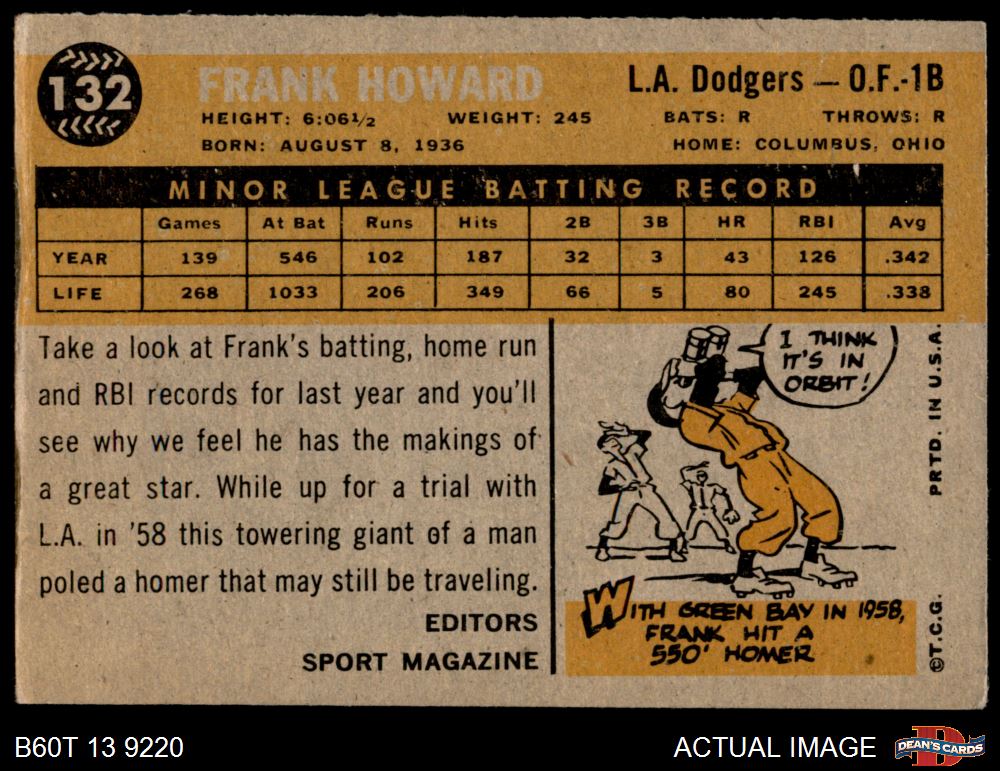 132
FRANK HOWARD
L.A. Dodgers — O.F.-1B
HEIGHT: 6:06½ WEIGHT: 245 BATS: R THROWS: R
BORN: AUGUST 8, 1936 HOME: COLUMBUS, OHIO
MINOR LEAGUE BATTING RECORD
Games At Bat Runs Hits 2B 3B HR RBI Avg
YEAR 139 546 102 187 32 3 43 126 .342
LIFE 268 1033 206 349 66 5 80 245 .338
Take a look at Frank's batting, home run
and RBI records for last year and you'll
see why we feel he has the makings of
a great star. While up for a trial with
L.A. in '58 this towering giant of a man
poled a homer that may still be traveling.
EDITORS
SPORT MAGAZINE
I THINK
IT'S IN
ORBIT!
WITH GREEN BAY IN 1958,
FRANK HIT A
550' HOMER
PRTD. IN U.S.A.
©T.C.G.
B60T 13 9220
ACTUAL IMAGE
DEAN'S CARDS